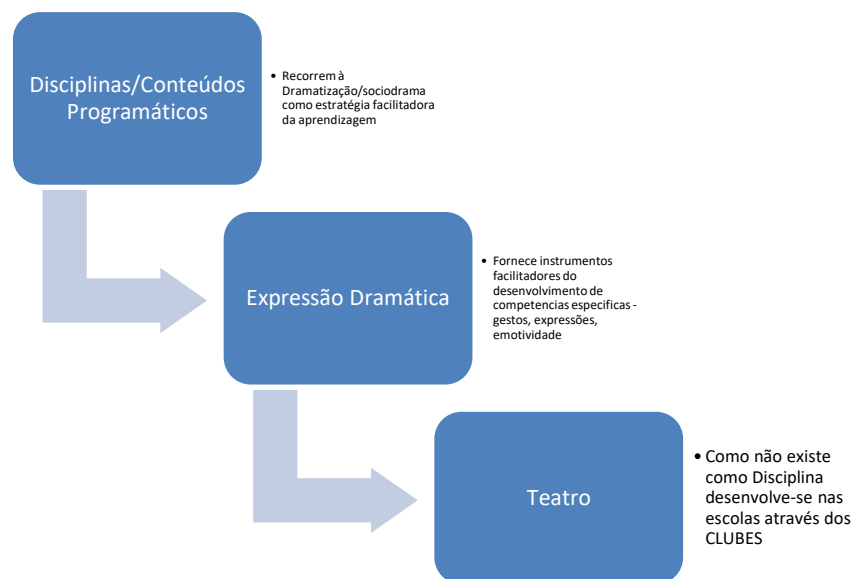 Disciplinas/Conteúdos
Programáticos
• Recorrem à
Dramatização/sociodrama
como estratégia facilitadora
da aprendizagem
Expressão Dramática
• Fornece instrumentos
facilitadores do
desenvolvimento de
competencias especificas -
gestos, expressões,
emotividade
Teatro
• Como não existe
como Disciplina
desenvolve-se nas
escolas através dos
CLUBES